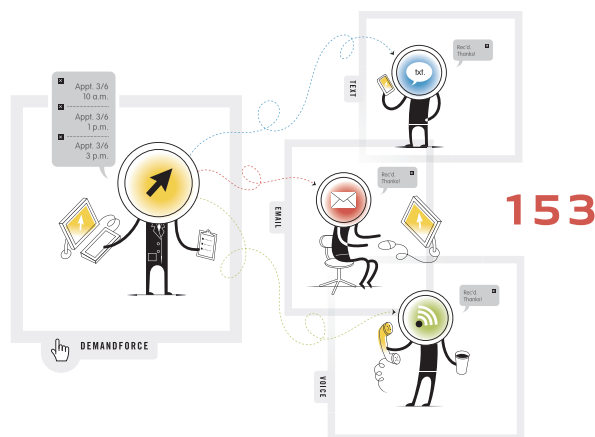 Appt. 3/6
10 a.m.
Appt. 3/6
1 p.m.
Appt. 3/6
3 p.m.
DEMANDFORCE
TEXT
txt.
Rec'd.
Thanks!
EMAIL
Rec'd.
Thanks!
153
VOICE
Rec'd.
Thanks!